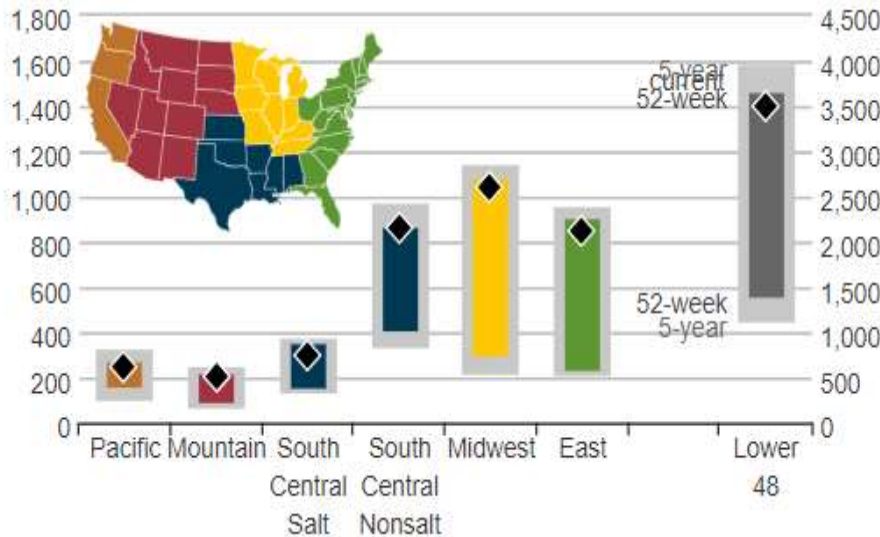 1,800
1,600
1,400
1,200
1,000
800
600
400
200
0
4,500
4,000
3,500
3,000
2,500
2,000
1,500
1,000
500
0
5-year
current
52-week
52-week
5-year
Pacific Mountain South South Midwest East Lower
Central Central 48
Salt Nonsalt